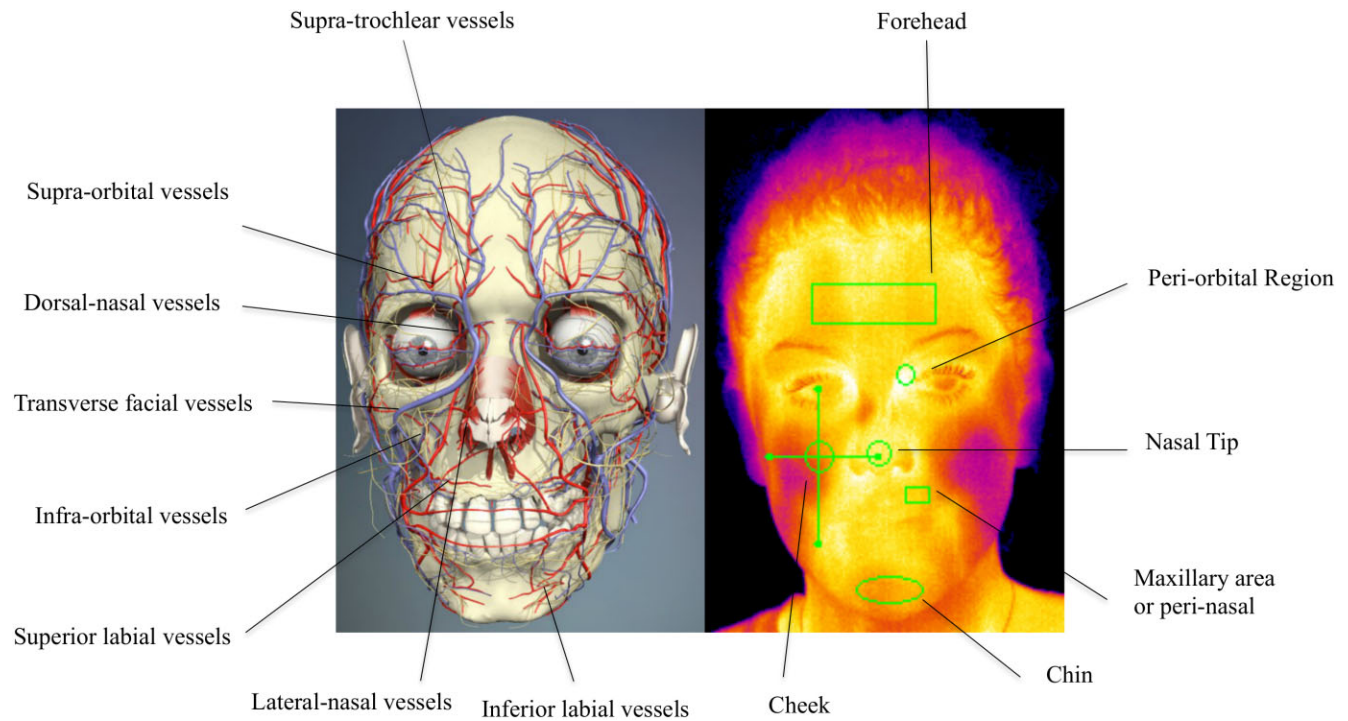 Supra-trochlear vessels
Forehead
Supra-orbital vessels
Dorsal-nasal vessels
Transverse facial vessels
Infra-orbital vessels
Superior labial vessels
Lateral-nasal vessels
Inferior labial vessels
Peri-orbital Region
Nasal Tip
Maxillary area
or peri-nasal
Chin
Cheek